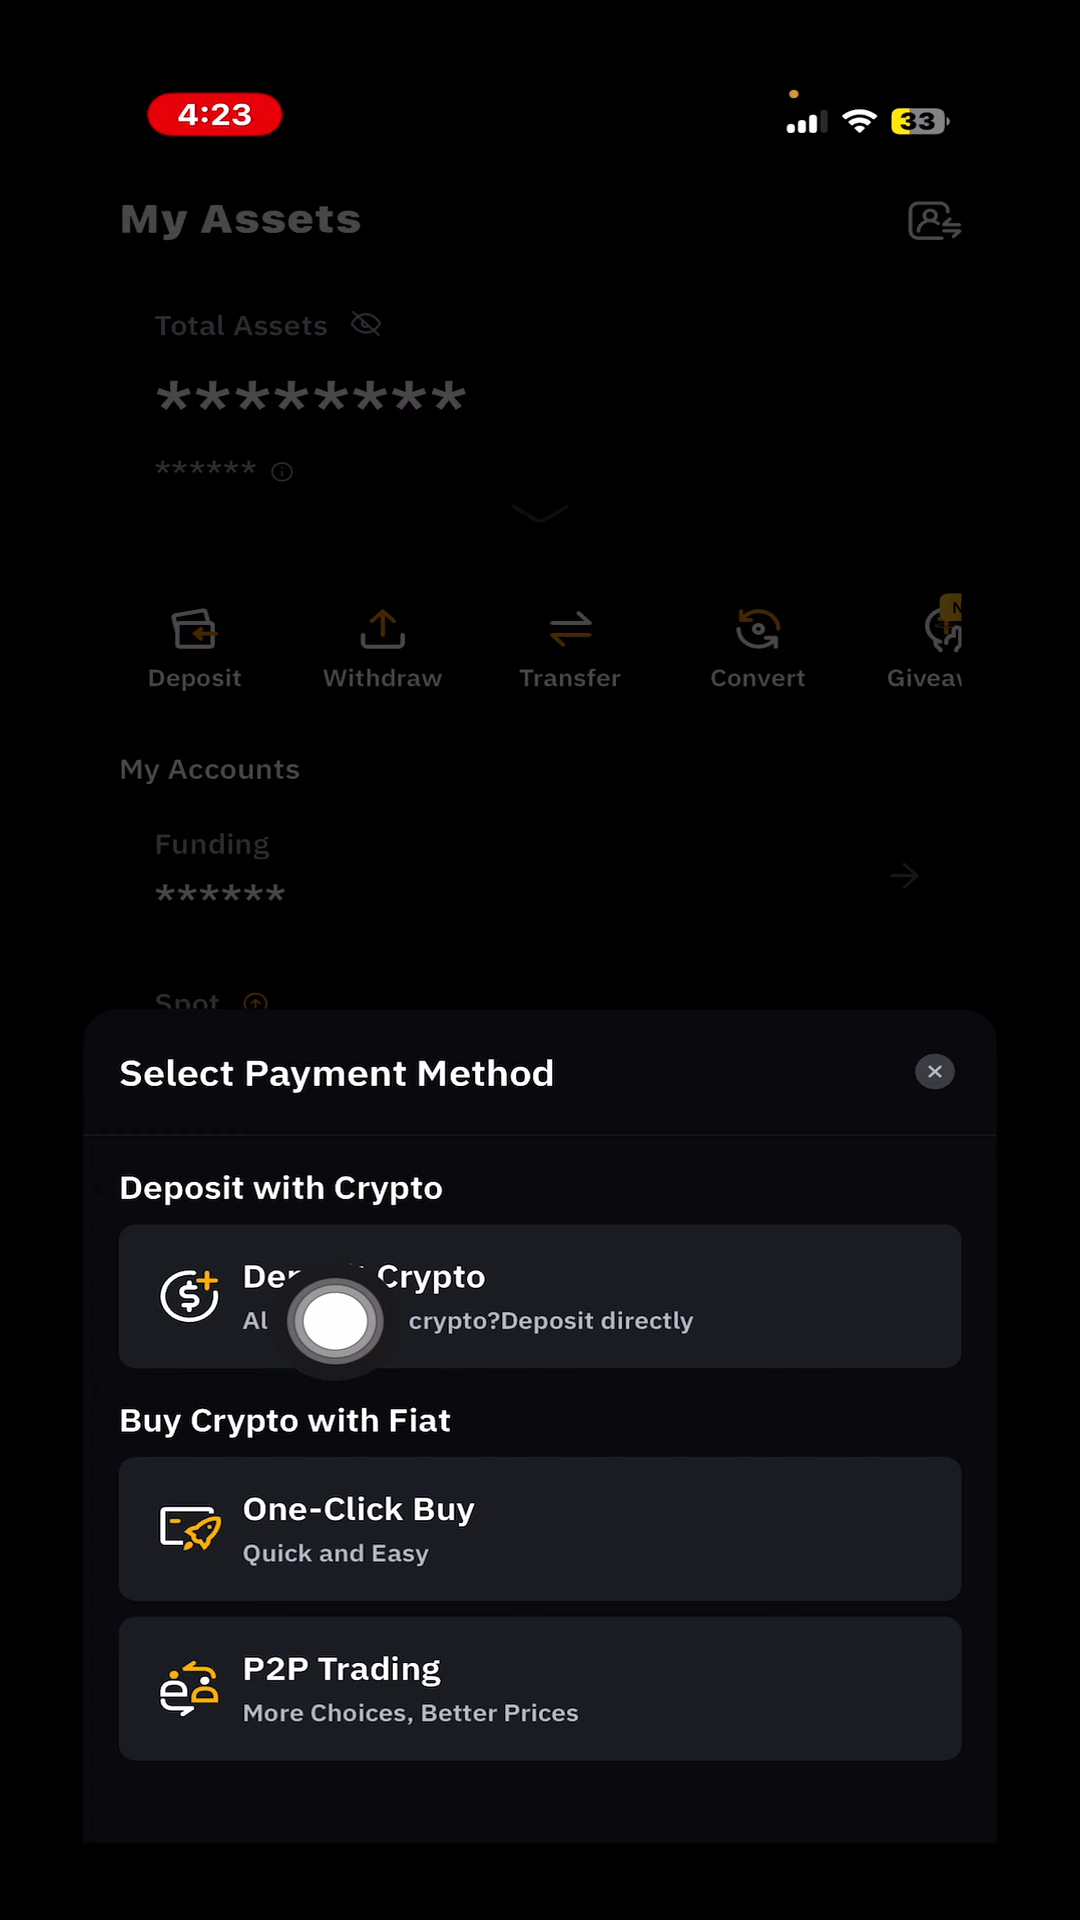 4:23
33
My Assets
Total Assets
********
******
Deposit Withdraw Transfer Convert
My Accounts
Funding
******
Spot
Select Payment Method
Deposit with Crypto
Crypto
crypto?Deposit directly
Buy Crypto with Fiat
One-Click Buy
Quick and Easy
P2P Trading
More Choices, Better Prices